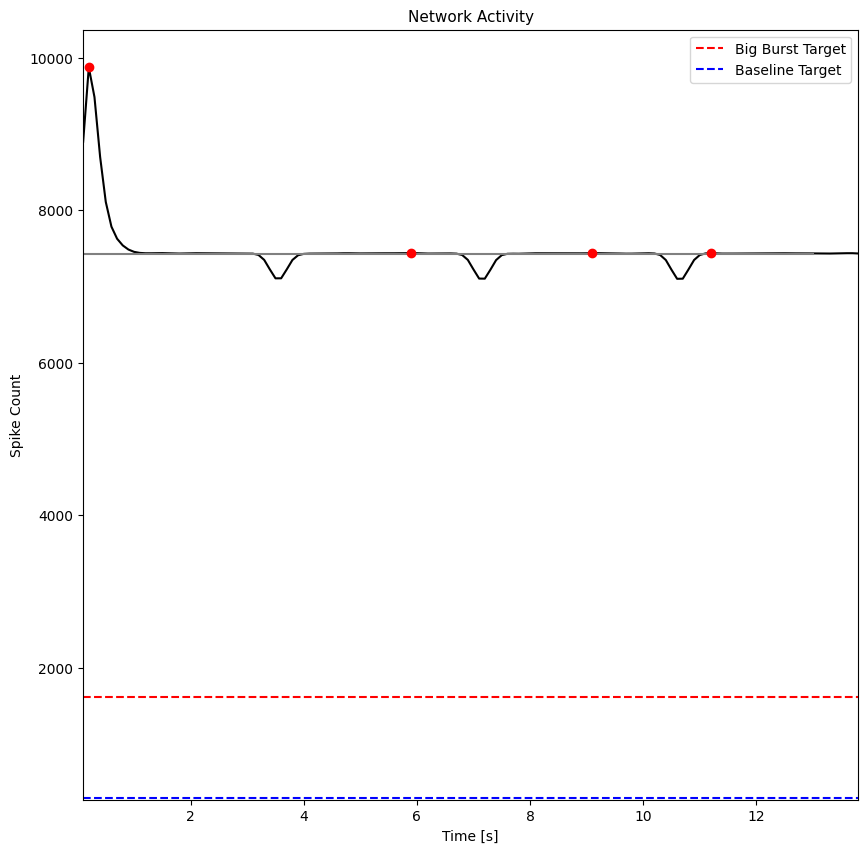 Network Activity
Big Burst Target
Baseline Target
10000
8000
6000
4000
2000
Spike Count
2
4
6
8
10
12
Time [s]